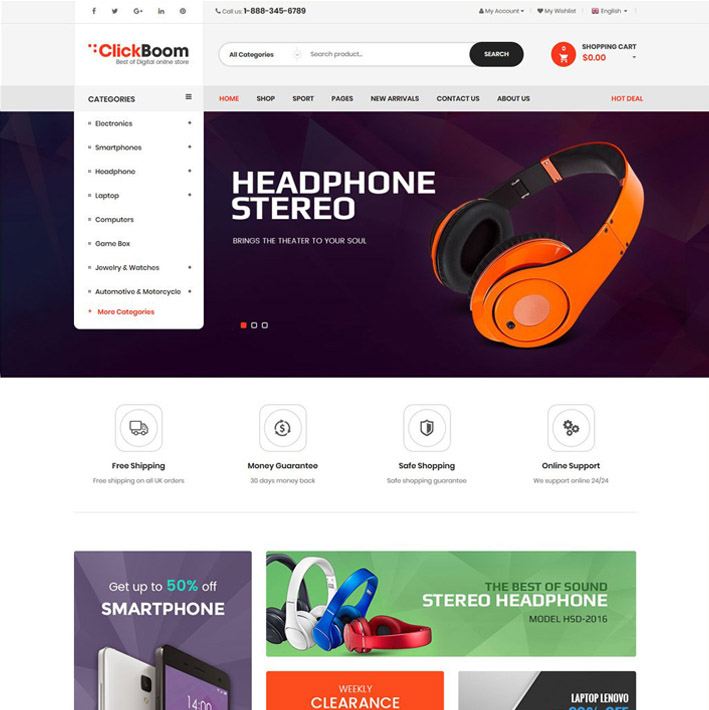 Call us: 1-888-345-6789
My Account
My Wishlist
English
ClickBoom
Best of Digital online store
All Categories
Search product...
SEARCH
0
SHOPPING CART
$0.00
CATEGORIES
HOME
SHOP
SPORT
PAGES
NEW ARRIVALS
CONTACT US
ABOUT US
HOT DEAL
Electronics
Smartphones
Headphone
Laptop
Computers
Game Box
Jewelry & Watches
Automotive & Motorcycle
More Categories
HEADPHONE
STEREO
BRINGS THE THEATER TO YOUR SOUL
Free Shipping
Free shipping on all UK orders
Money Guarantee
30 days money back
Safe Shopping
Safe shopping guarantee
Online Support
We support online 24/24
Get up to 50% off
SMARTPHONE
THE BEST OF SOUND
STEREO HEADPHONE
MODEL HSD-2016
WEEKLY
CLEARANCE
LAPTOP LENOVO